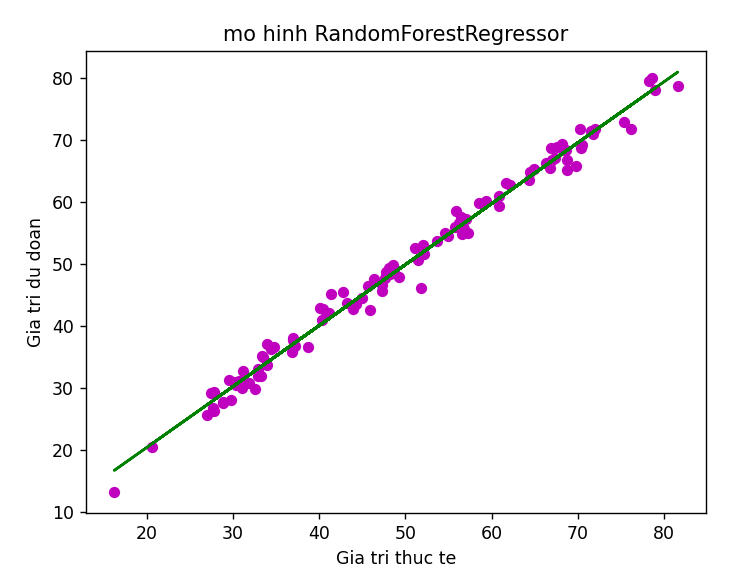 mo hinh RandomForestRegressor
80
70
60
50
40
30
20
10
Gia tri du doan
20 30 40 50 60 70 80
Gia tri thuc te